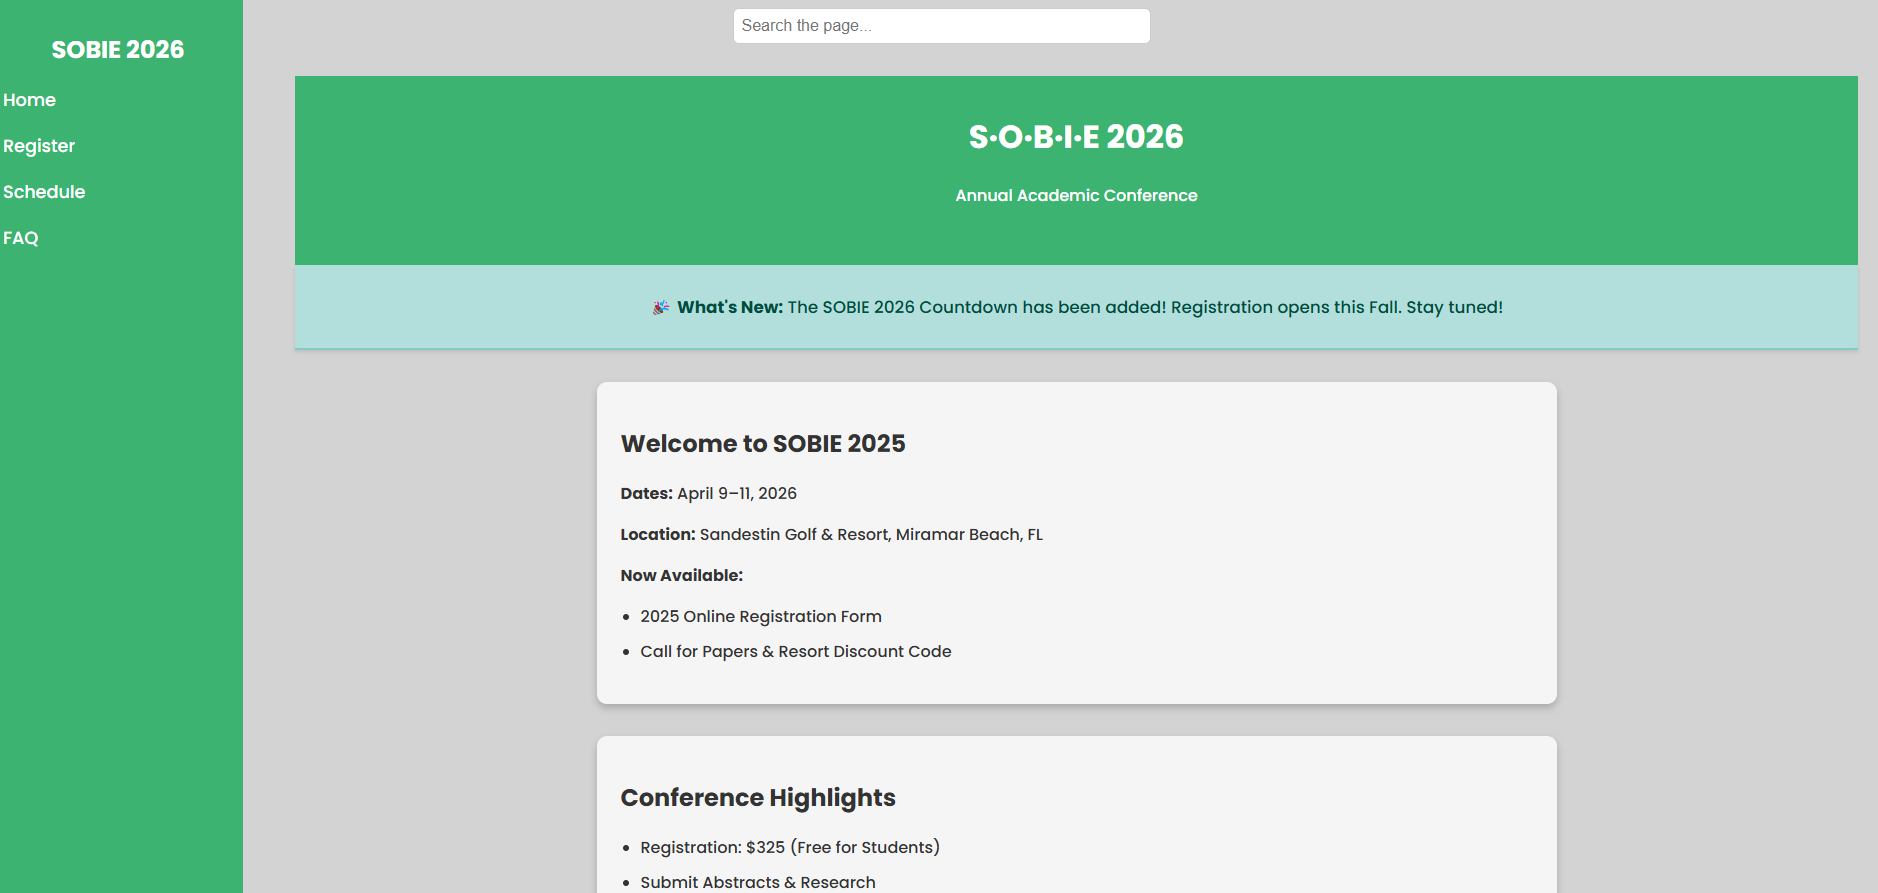 SOBIE 2026
Home
Register
Schedule
FAQ
Search the page...
S•O•B•I•E 2026
Annual Academic Conference
🎉 What's New: The SOBIE 2026 Countdown has been added! Registration opens this Fall. Stay tuned!
Welcome to SOBIE 2025
Dates: April 9–11, 2026
Location: Sandestin Golf & Resort, Miramar Beach, FL
Now Available:
• 2025 Online Registration Form
• Call for Papers & Resort Discount Code
Conference Highlights
• Registration: $325 (Free for Students)
• Submit Abstracts & Research